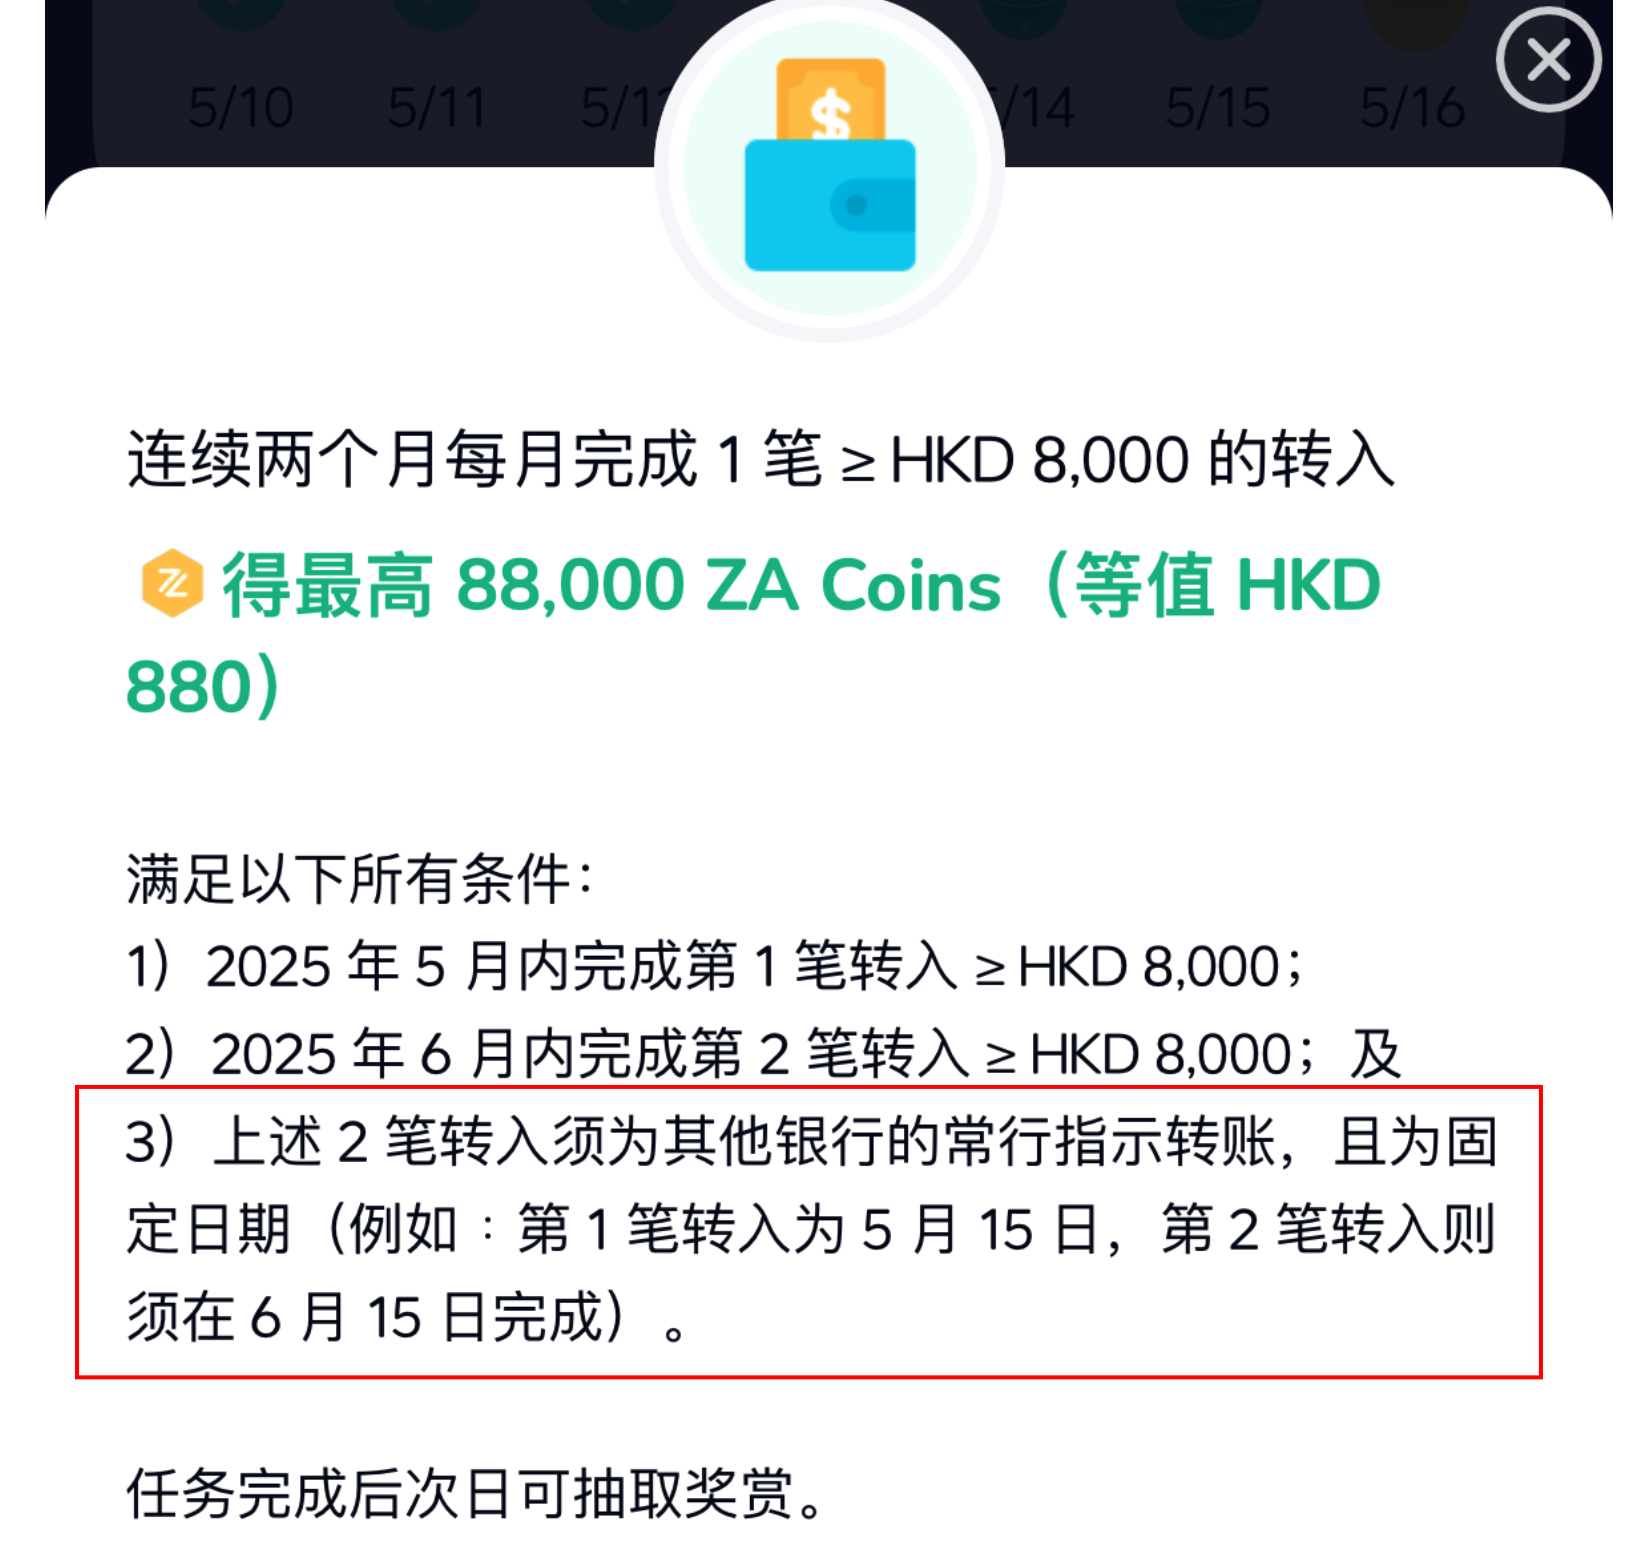 5/10 5/11 5/1 /14 5/15 5/16
$
连续两个月每月完成 1 笔 ≥ HKD 8,000 的转入
得最高 88,000 ZA Coins（等值 HKD
880）
满足以下所有条件：
1）2025 年 5 月内完成第 1 笔转入 ≥ HKD 8,000；
2）2025 年 6 月内完成第 2 笔转入 ≥ HKD 8,000；及
3）上述 2 笔转入须为其他银行的常行指示转账，且为固
定日期（例如：第 1 笔转入为 5 月 15 日，第 2 笔转入则
须在 6 月 15 日完成）。
任务完成后次日可抽取奖赏。